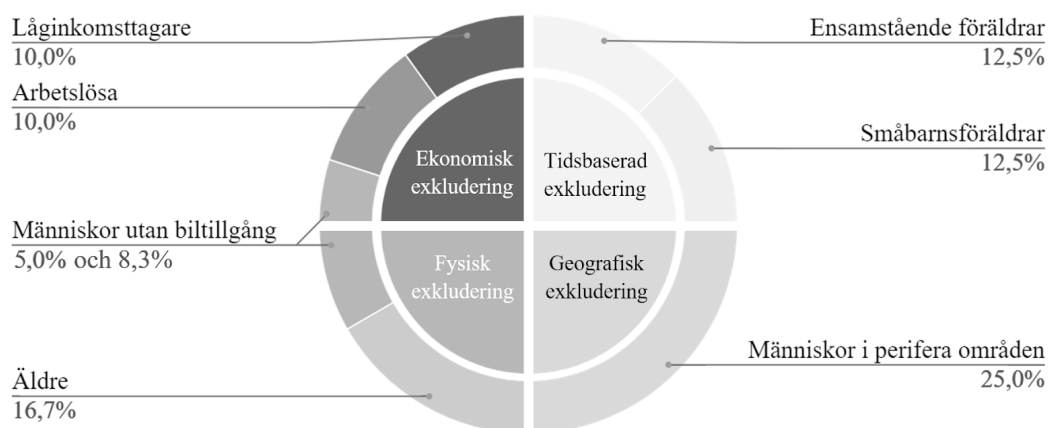 Låginkomsttagare
10,0%
Arbetslösa
10,0%
Människor utan biltillgång
5,0% och 8,3%
Äldre
16,7%
Ekonomisk
exkludering
Tidsbaserad
exkludering
Fysisk
exkludering
Geografisk
exkludering
Ensamstående föräldrar
12,5%
Småbarnsföräldrar
12,5%
Människor i perifera områden
25,0%